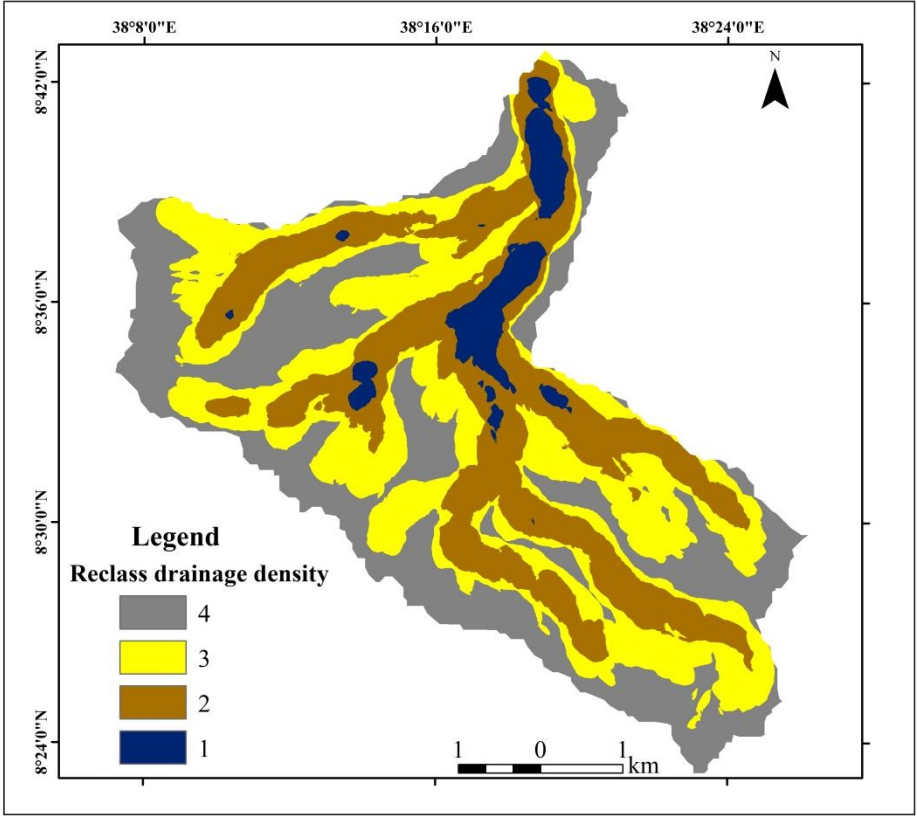 38°8'0"E 38°16'0"E 38°24'0"E
N
8°42'0"N
8°36'0"N
8°30'0"N
8°24'0"N
Legend
Reclass drainage density
4
3
2
1
1 0 1
km